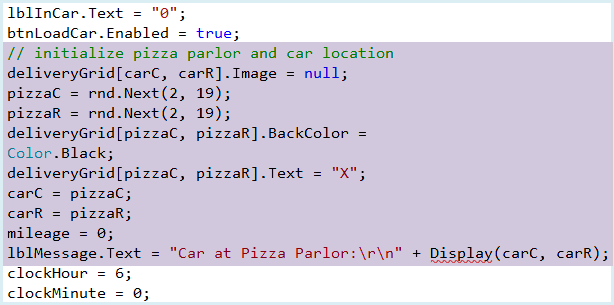 lblInCar.Text = "0";
btnLoadCar.Enabled = true;
// initialize pizza parlor and car location
deliveryGrid[carC, carR].Image = null;
pizzaC = rnd.Next(2, 19);
pizzaR = rnd.Next(2, 19);
deliveryGrid[pizzaC, pizzaR].BackColor =
Color.Black;
deliveryGrid[pizzaC, pizzaR].Text = "X";
carC = pizzaC;
carR = pizzaR;
mileage = 0;
lblMessage.Text = "Car at Pizza Parlor:\r\n" + Display(carC, carR);
clockHour = 6;
clockMinute = 0;